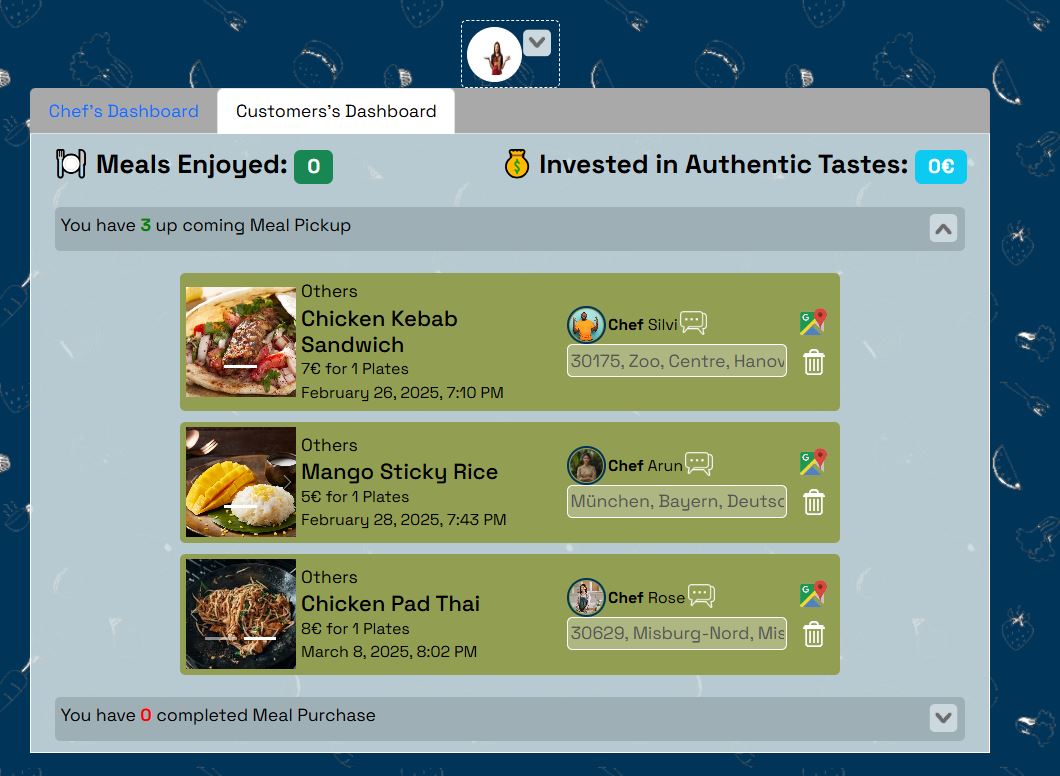 Chef's Dashboard
Customers's Dashboard
Meals Enjoyed: 0
Invested in Authentic Tastes: 0€
You have 3 up coming Meal Pickup
Others
Chicken Kebab
Sandwich
7€ for 1 Plates
February 26, 2025, 7:10 PM
Chef Silvi
30175, Zoo, Centre, Hanov
Others
Mango Sticky Rice
5€ for 1 Plates
February 28, 2025, 7:43 PM
Chef Arun
München, Bayern, Deutsc
Others
Chicken Pad Thai
8€ for 1 Plates
March 8, 2025, 8:02 PM
Chef Rose
30629, Misburg-Nord, Mis
You have 0 completed Meal Purchase